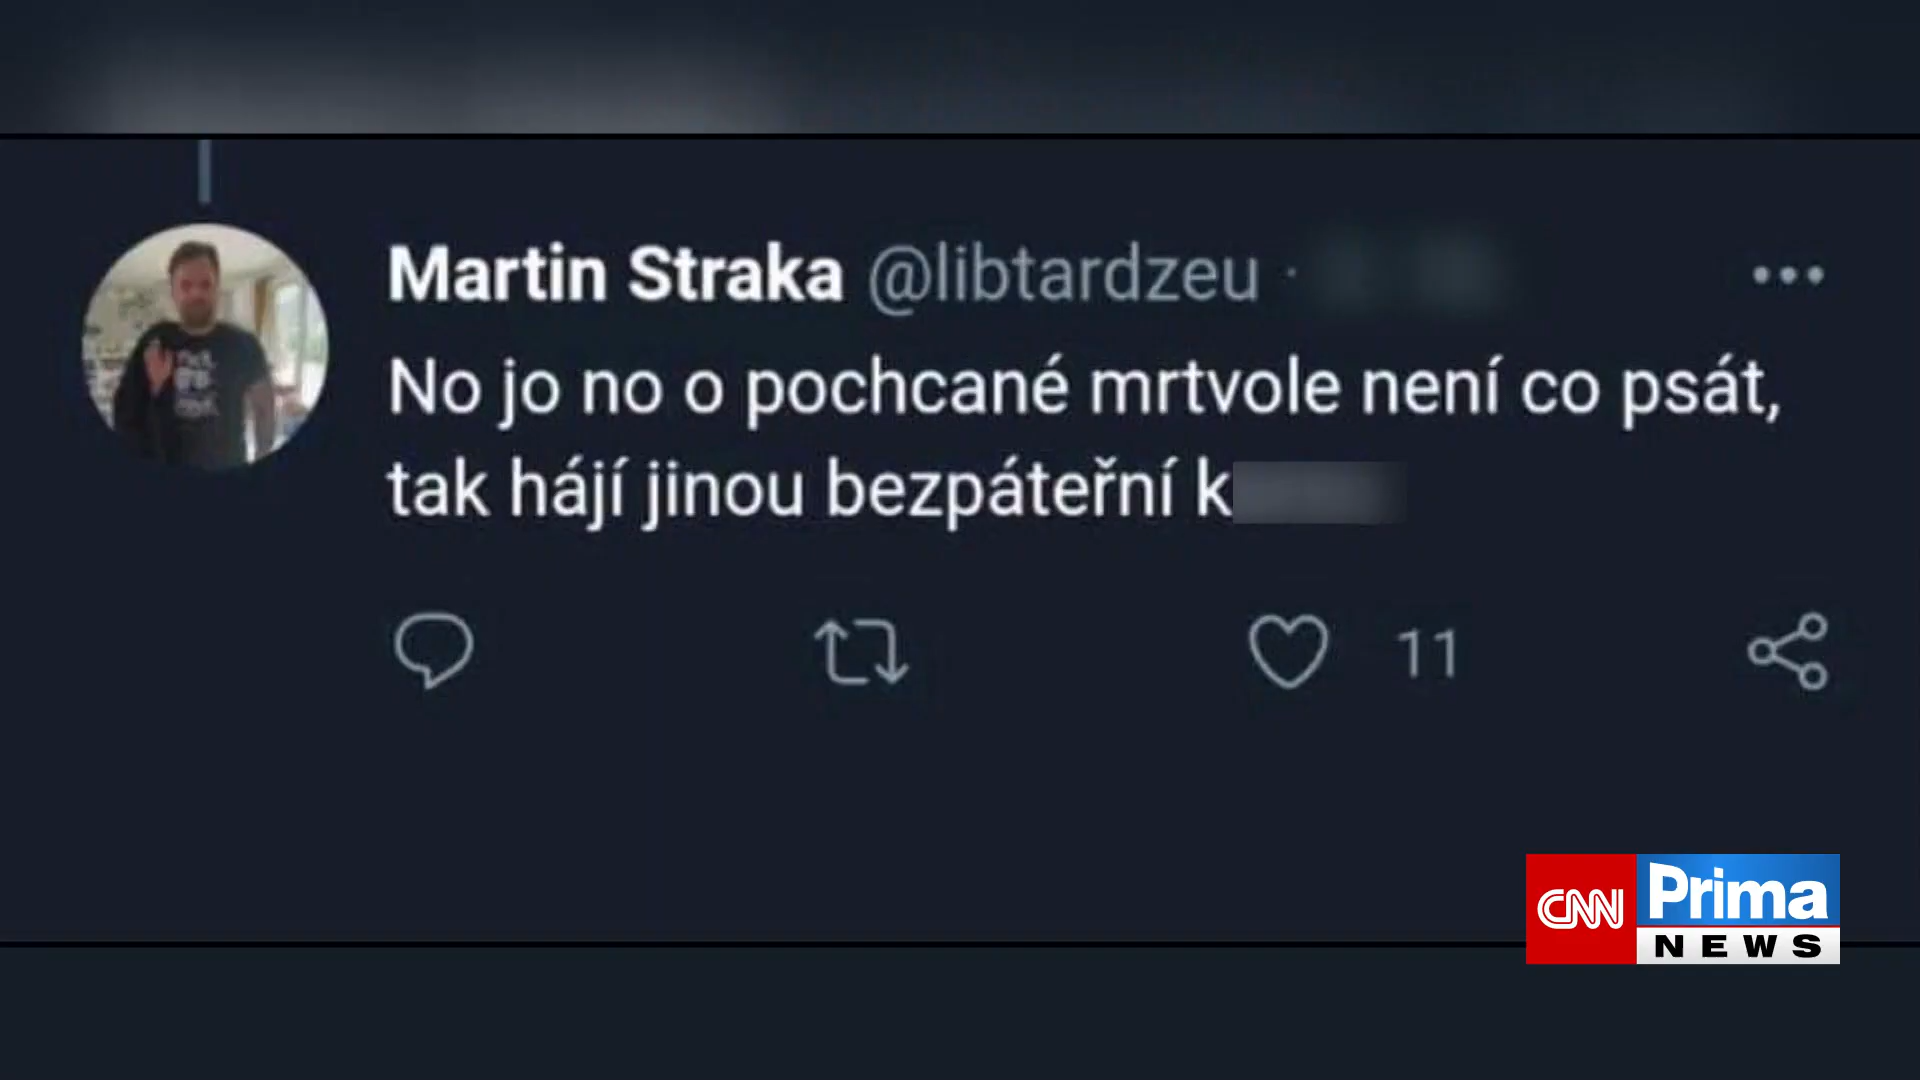 Martin Straka @libtardzeu ·
No jo no o pochcané mrtvole není co psát,
tak hájí jinou bezpáteřní k
11
CNN Prima
NEWS